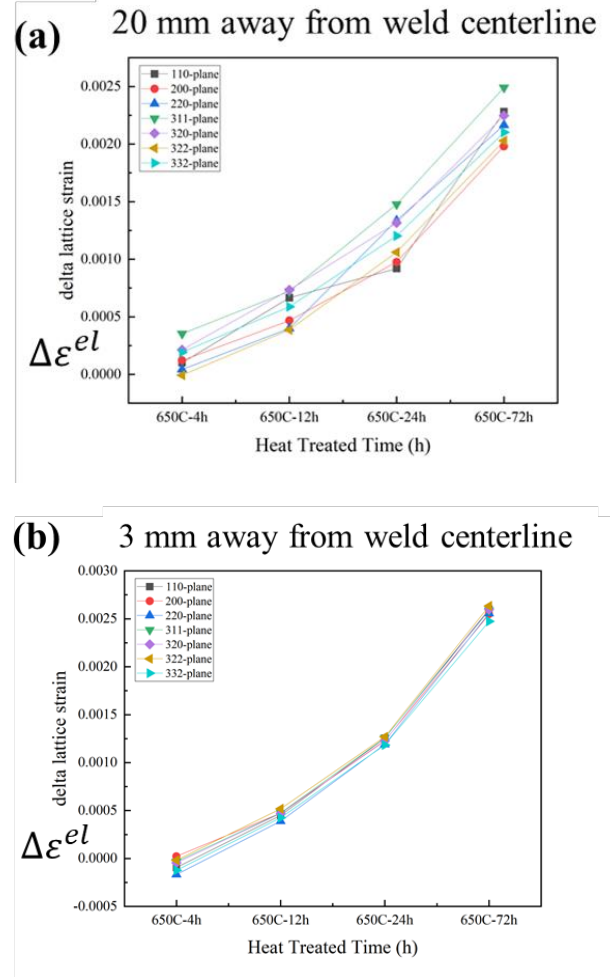 (a) 20 mm away from weld centerline
0.0025
0.0020
0.0015
0.0010
0.0005
0.0000
delta lattice strain
Δε^el
110-plane
200-plane
220-plane
311-plane
320-plane
322-plane
332-plane
650C-4h 650C-12h 650C-24h 650C-72h
Heat Treated Time (h)
(b) 3 mm away from weld centerline
0.0030
0.0025
0.0020
0.0015
0.0010
0.0005
0.0000
-0.0005
delta lattice strain
Δε^el
110-plane
200-plane
220-plane
311-plane
320-plane
322-plane
332-plane
650C-4h 650C-12h 650C-24h 650C-72h
Heat Treated Time (h)